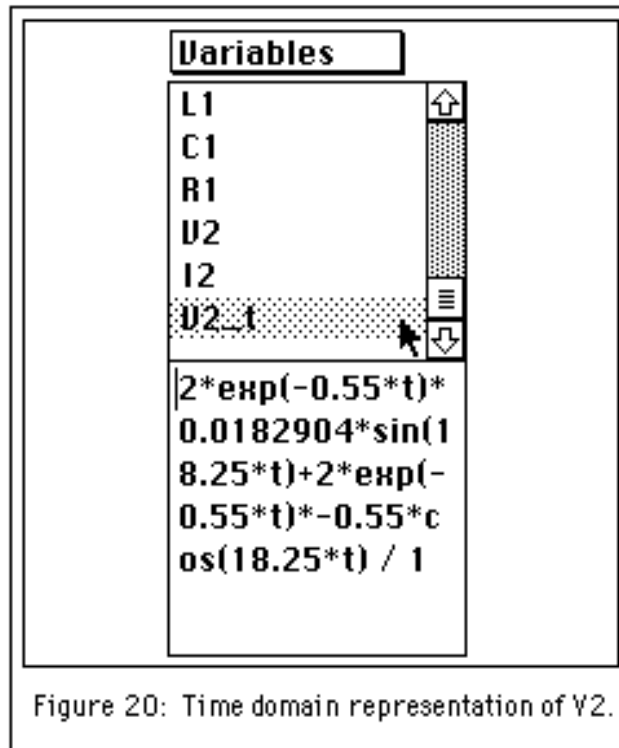 Variables
L1
C1
R1
V2
I2
V2_t
2*exp(-0.55*t)*
0.0182904*sin(1
8.25*t)+2*exp(-
0.55*t)*-0.55*c
os(18.25*t) / 1
Figure 20: Time domain representation of V2.